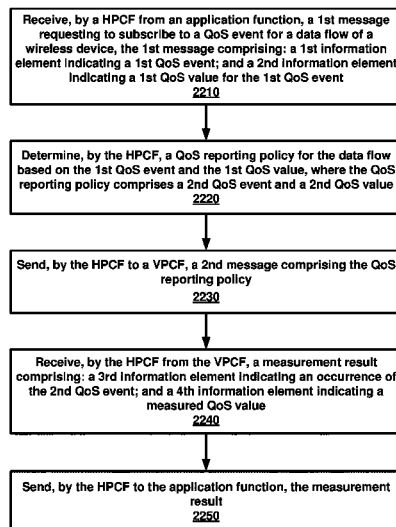 Receive, by a HPCF from an application function, a 1st message
requesting to subscribe to a QoS event for a data flow of a
wireless device, the 1st message comprising: a 1st information
element indicating a 1st QoS event; and a 2nd information element
indicating a 1st QoS value for the 1st QoS event
2210
Determine, by the HPCF, a QoS reporting policy for the data flow
based on the 1st QoS event and the 1st QoS value, where the QoS
reporting policy comprises a 2nd QoS event and a 2nd QoS value
2220
Send, by the HPCF to a VPCF, a 2nd message comprising the QoS
reporting policy
2230
Receive, by the HPCF from the VPCF, a measurement result
comprising: a 3rd information element indicating an occurrence of
the 2nd QoS event; and a 4th information element indicating a
measured QoS value
2240
Send, by the HPCF to the application function, the measurement
result
2250